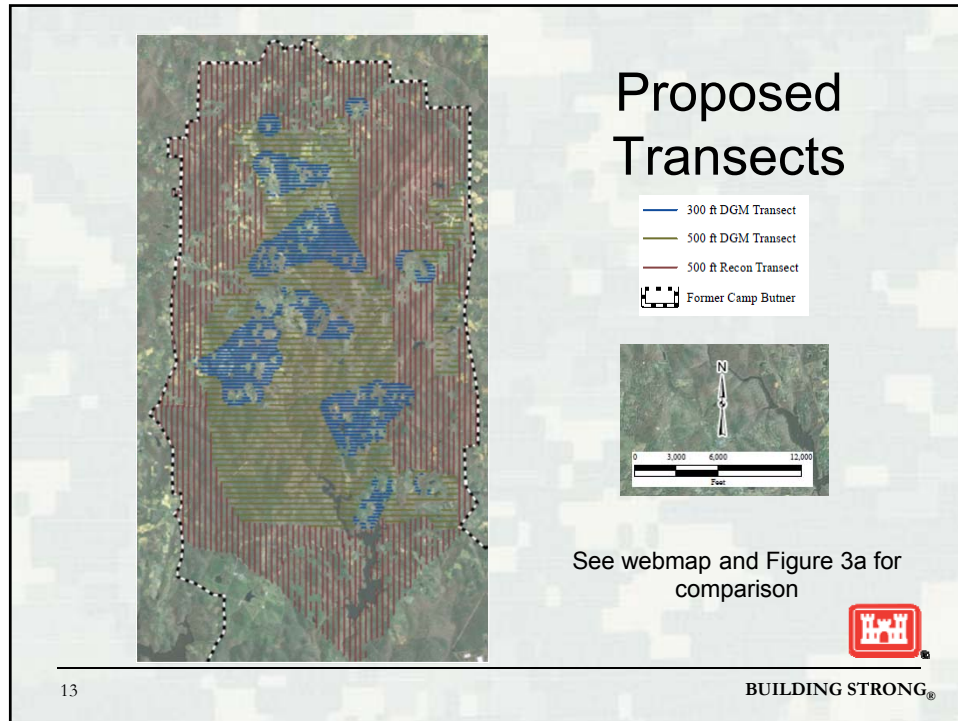 Proposed
Transects
300 ft DGM Transect
500 ft DGM Transect
500 ft Recon Transect
Former Camp Butner
N
0 3,000 6,000 12,000
Feet
See webmap and Figure 3a for
comparison
13
BUILDING STRONG®